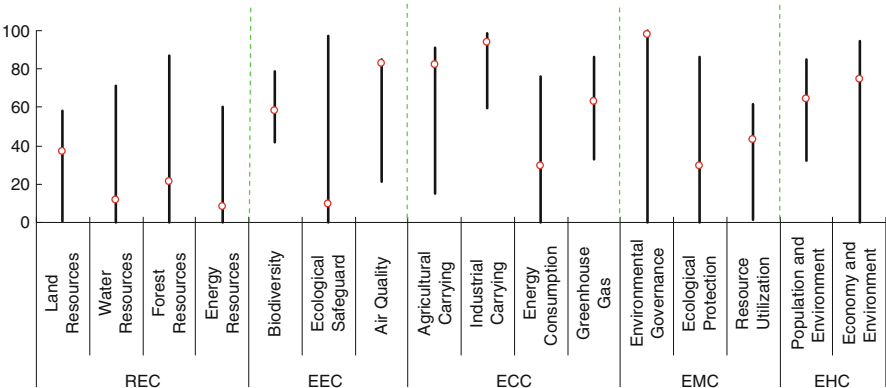 100
80
60
40
20
0
Land
Resources
Water
Resources
Forest
Resources
Energy
Resources
Biodiversity
Ecological
Safeguard
Air Quality
Agricultural
Carrying
Industrial
Carrying
Energy
Consumption
Greenhouse
Gas
Environmental
Governance
Ecological
Protection
Resource
Utilization
Population and
Environment
Economy and
Environment
REC
EEC
ECC
EMC
EHC